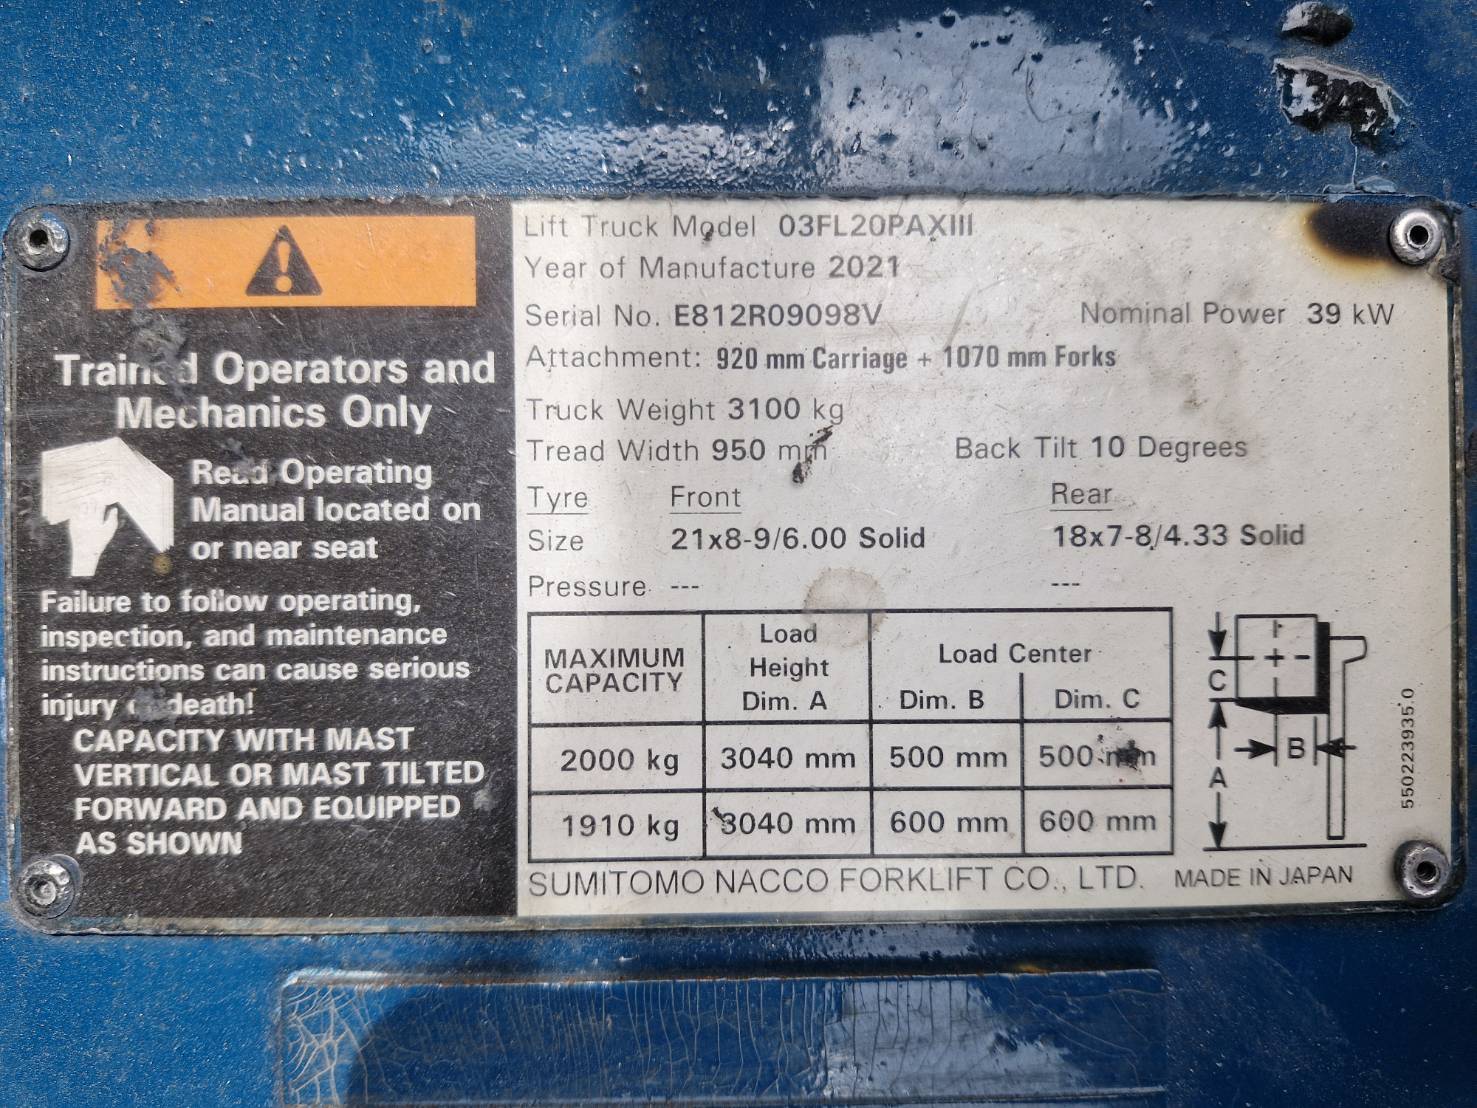 Trained Operators and
Mechanics Only
Read Operating
Manual located on
or near seat
Failure to follow operating,
inspection, and maintenance
instructions can cause serious
injury or death!
CAPACITY WITH MAST
VERTICAL OR MAST TILTED
FORWARD AND EQUIPPED
AS SHOWN
Lift Truck Model 03FL20PAXIII
Year of Manufacture 2021
Serial No. E812R09098V Nominal Power 39 kW
Attachment: 920 mm Carriage + 1070 mm Forks
Truck Weight 3100 kg
Tread Width 950 mm Back Tilt 10 Degrees
Tyre Front Rear
Size 21x8-9/6.00 Solid 18x7-8/4.33 Solid
Pressure --- ---
MAXIMUM
CAPACITY
Load
Height
Dim. A
Load Center
Dim. B Dim. C
2000 kg 3040 mm 500 mm 500 mm
1910 kg 3040 mm 600 mm 600 mm
C
B
A
550223935.0
SUMITOMO NACCO FORKLIFT CO., LTD. MADE IN JAPAN